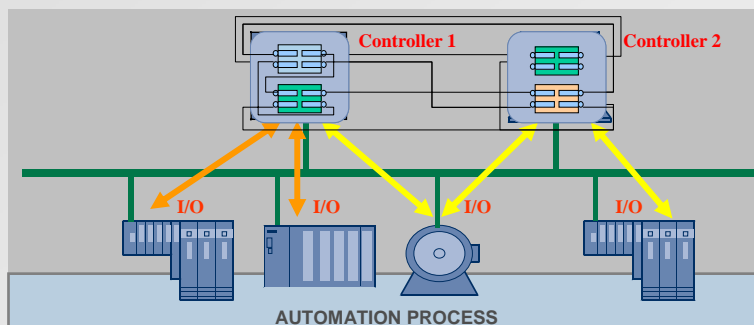 Controller 1
Controller 2
I/O
I/O
I/O
I/O
AUTOMATION PROCESS